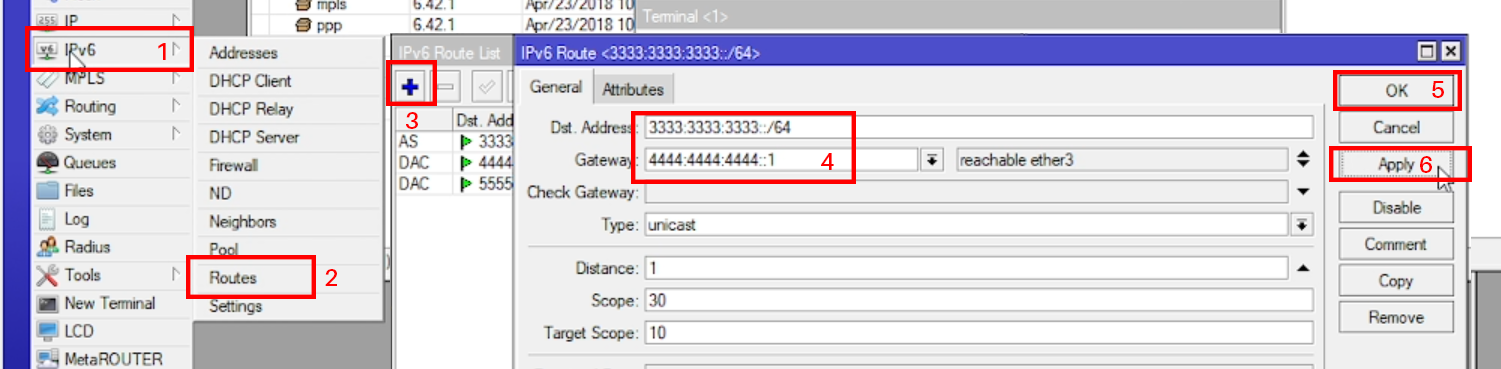 mpls 6.42.1 Apr/23/2018 10
ppp 6.42.1 Apr/23/2018 10
Terminal <1>
255 IP
v6 IPv6 1
MPLS
Routing
System
Queues
Files
Log
Radius
Tools
New Terminal
LCD
MetaROUTER
Addresses
DHCP Client
DHCP Relay
DHCP Server
Firewall
ND
Neighbors
Pool
Routes 2
Settings
IPv6 Route List
3
Dst. Add
AS 3333
DAC 4444
DAC 5555
IPv6 Route <3333:3333:3333::/64>
General Attributes
Dst. Address: 3333:3333:3333::/64
Gateway: 4444:4444:4444::1 4 reachable ether3
Check Gateway:
Type: unicast
Distance: 1
Scope: 30
Target Scope: 10
OK 5
Cancel
Apply 6
Disable
Comment
Copy
Remove